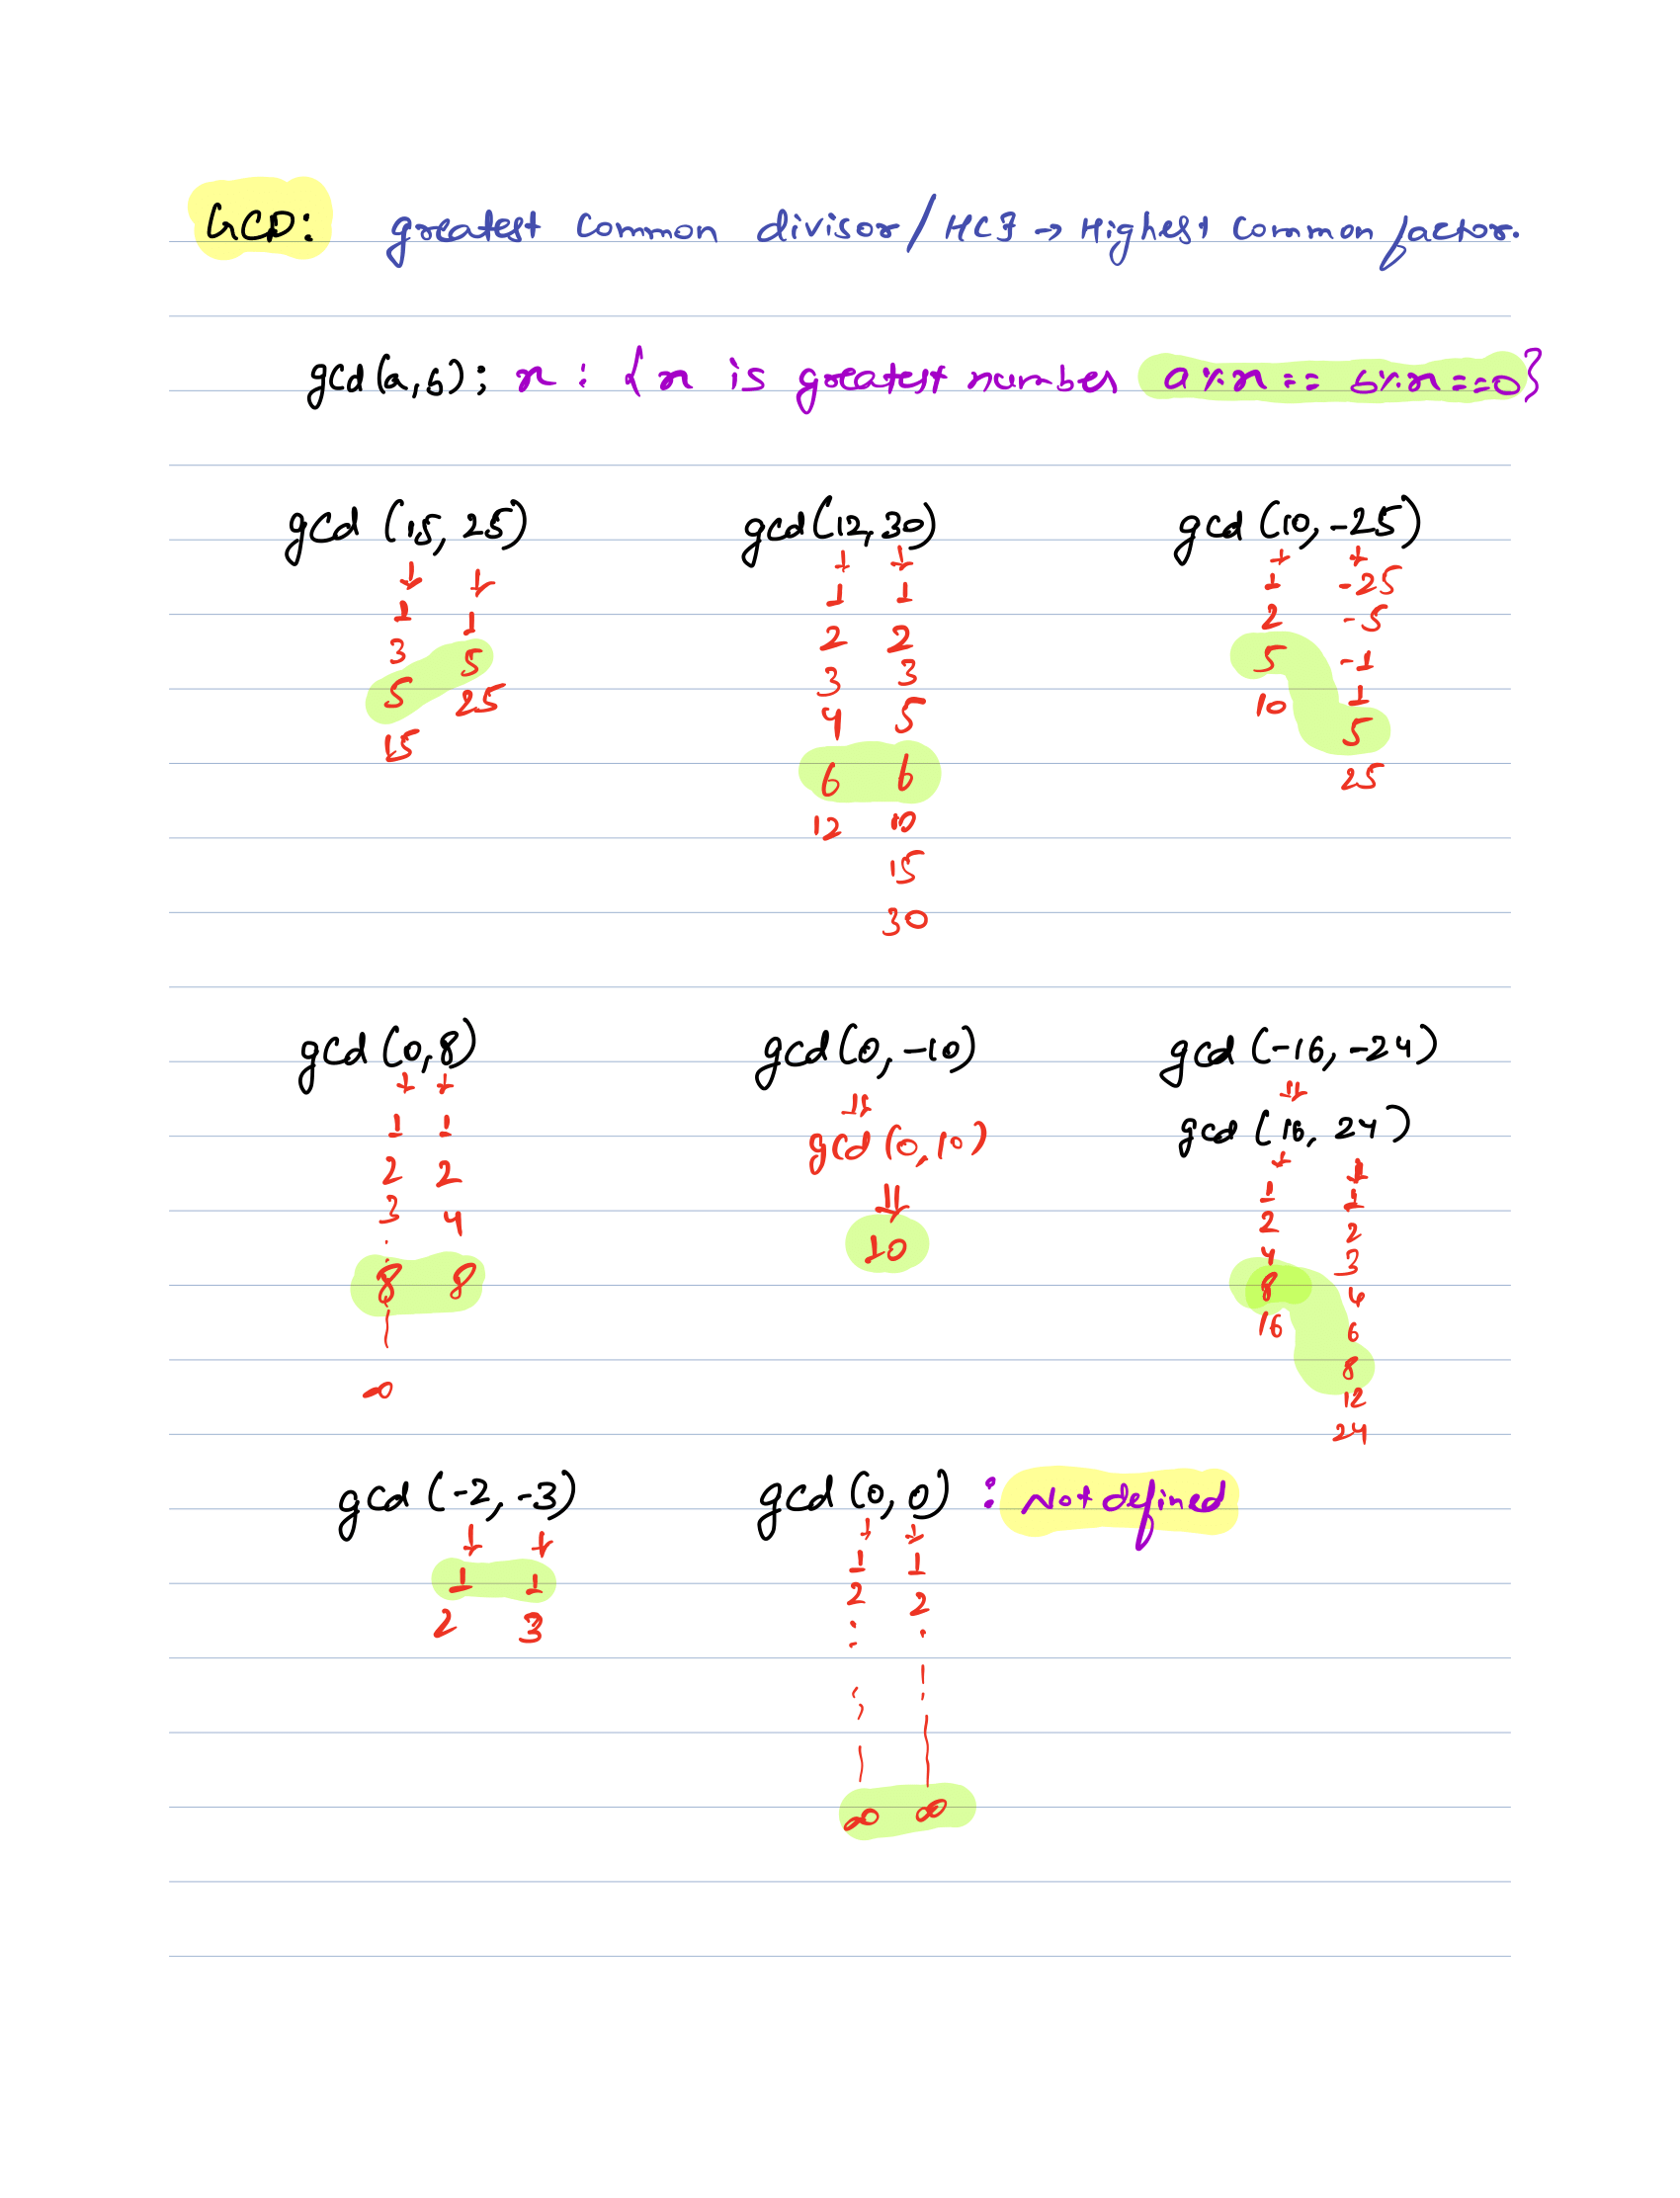 GCD: greatest common divisor / HCF → Highest common factor.
gcd(a,b); x : { x is greatest number a%x == b%x==0}
gcd (15, 25) gcd(12,30) gcd (10, -25)
1 1 1 1 1 -25
3 5 2 2 2 -5
5 25 3 3 5 -1
15 4 5 10 1
6 6 5
12 10 25
15
30
gcd(0,8) gcd(0, -10) gcd (-16, -24)
gcd(0,10) gcd (16, 24)
1 1 10 1 1
2 2 2 2
3 4 4 3
8 8 8 4
∞ 16 6
8
12
24
gcd (-2, -3) gcd (0, 0) : Not defined
1 1 1 1
2 3 2 2
∞ ∞